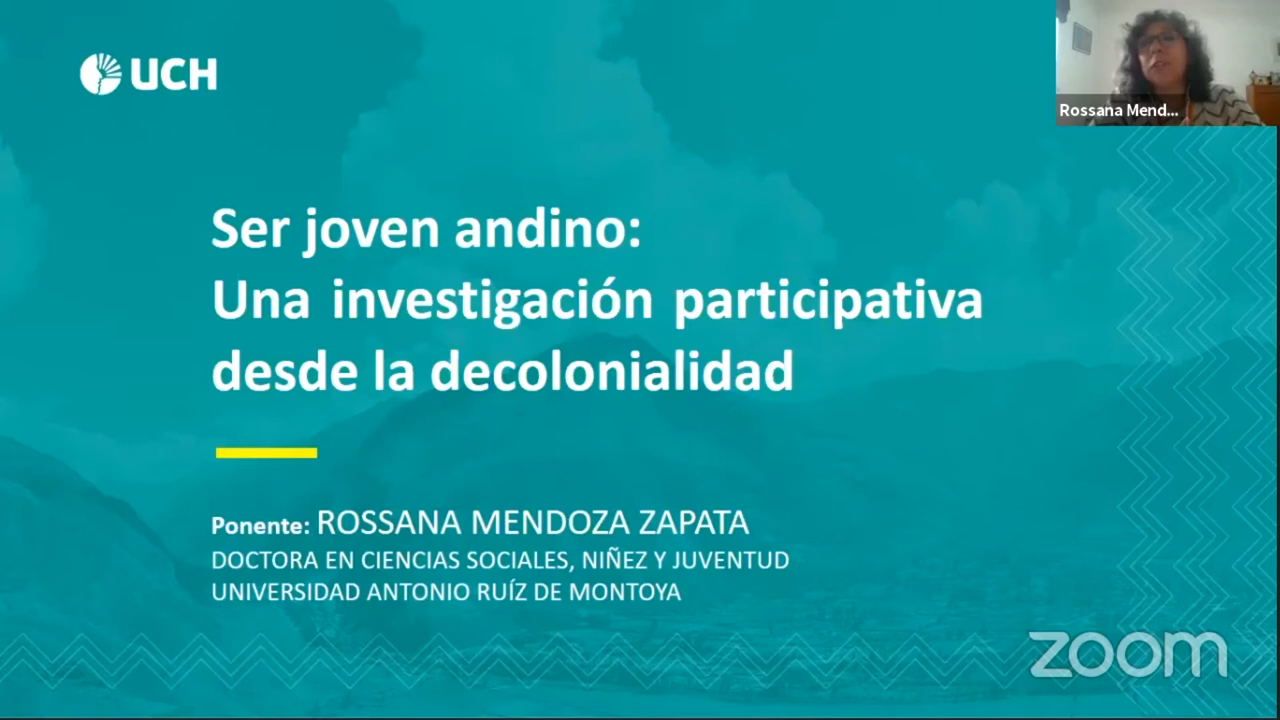 UCH
Rossana Mend...
Ser joven andino:
Una investigación participativa
desde la decolonialidad
Ponente: ROSSANA MENDOZA ZAPATA
DOCTORA EN CIENCIAS SOCIALES, NIÑEZ Y JUVENTUD
UNIVERSIDAD ANTONIO RUÍZ DE MONTOYA
zoom